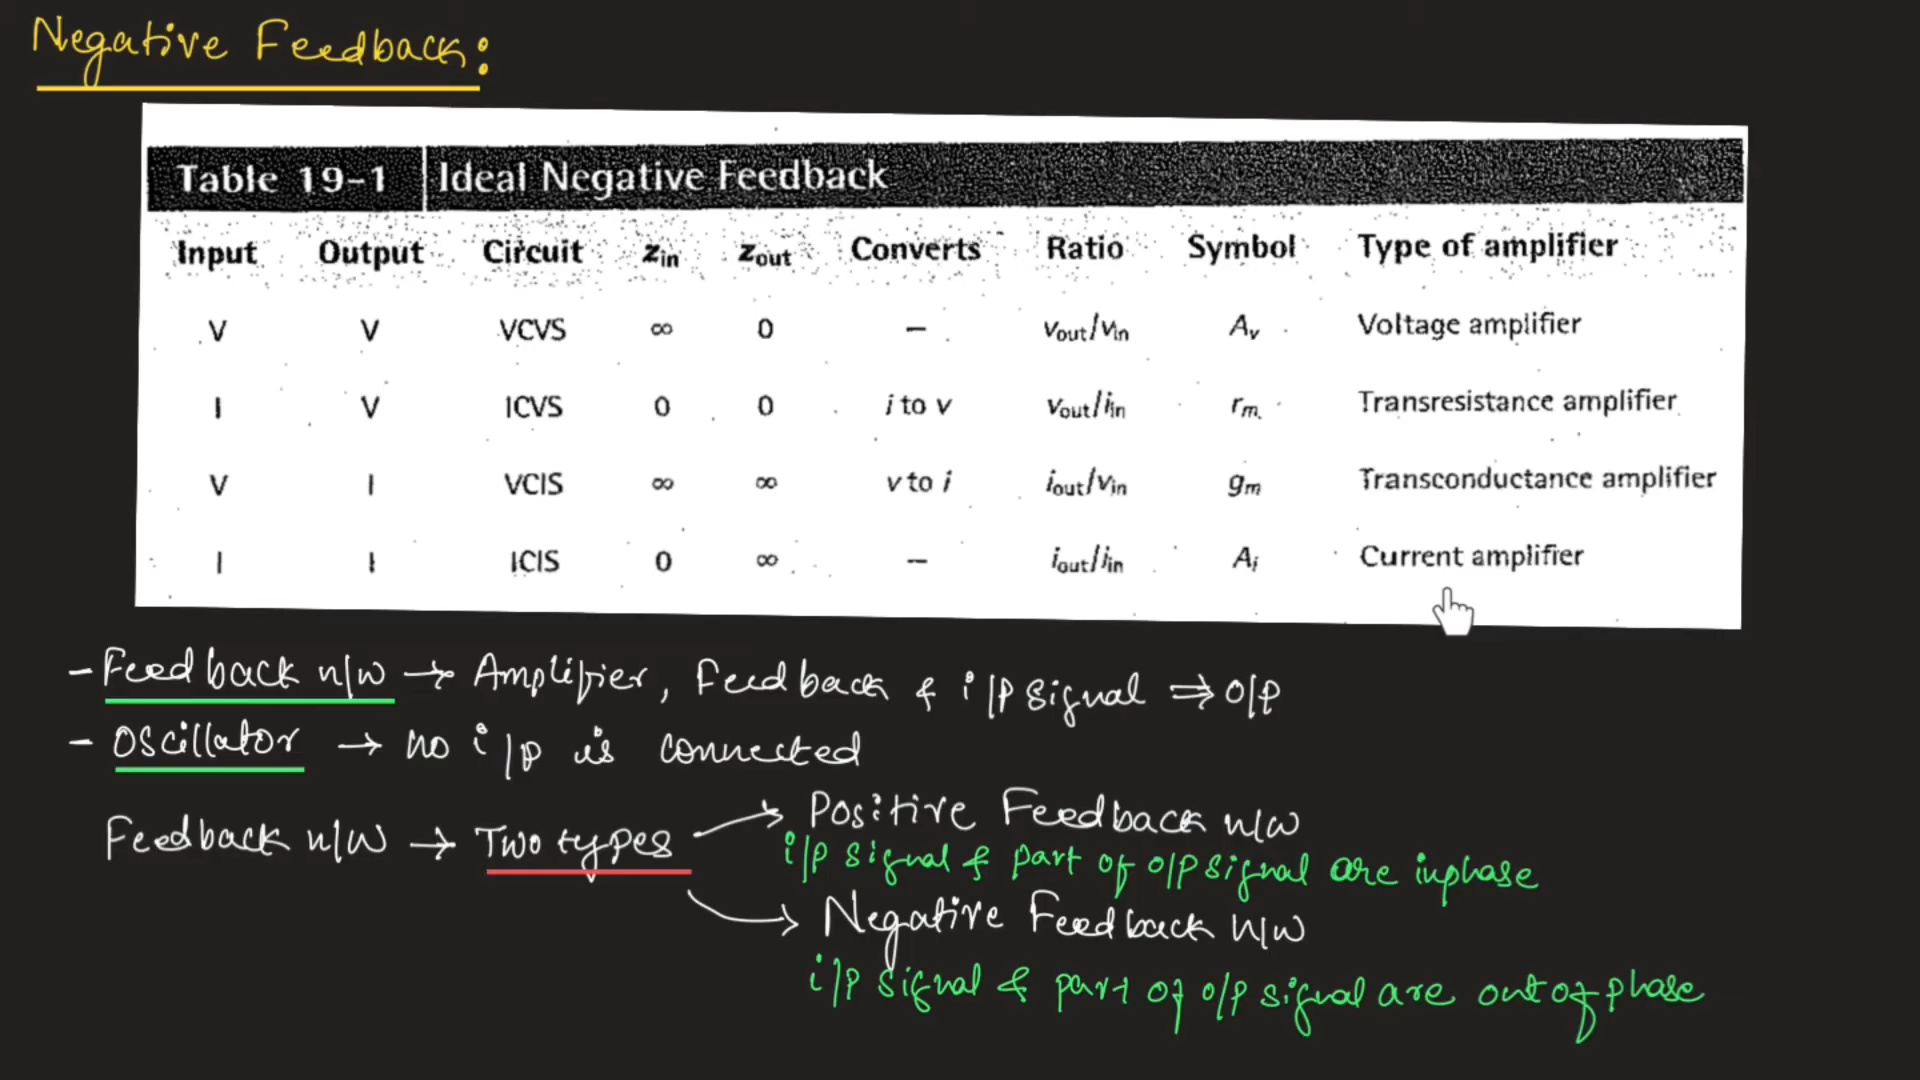 Negative Feedback:
Table 19-1 Ideal Negative Feedback
Input Output Circuit zin zout Converts Ratio Symbol Type of amplifier
V V VCVS ∞ 0 – vout/vin Av Voltage amplifier
I V ICVS 0 0 i to v vout/iin rm Transresistance amplifier
V I VCIS ∞ ∞ v to i iout/vin gm Transconductance amplifier
I I ICIS 0 ∞ – iout/iin Ai Current amplifier
- Feedback n/w → Amplifier, Feedback & i/p signal ⇒ o/p
- Oscillator → no i/p is connected
Feedback n/w → Two types
Positive Feedback n/w
i/p signal & part of o/p signal are inphase
Negative Feedback n/w
i/p signal & part of o/p signal are out of phase